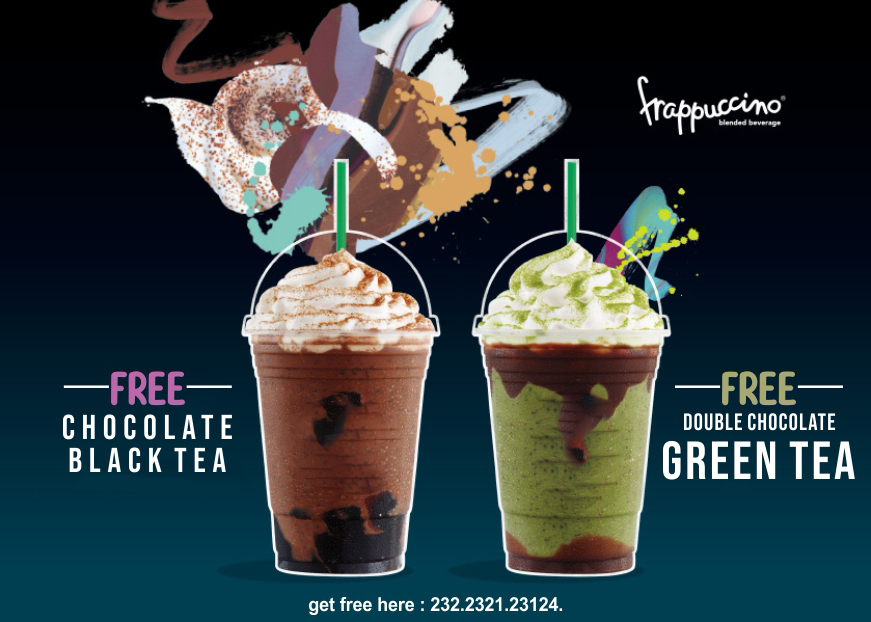 frappuccino®
blended beverage
FREE
CHOCOLATE
BLACK TEA
FREE
DOUBLE CHOCOLATE
GREEN TEA
get free here : 232.2321.23124.